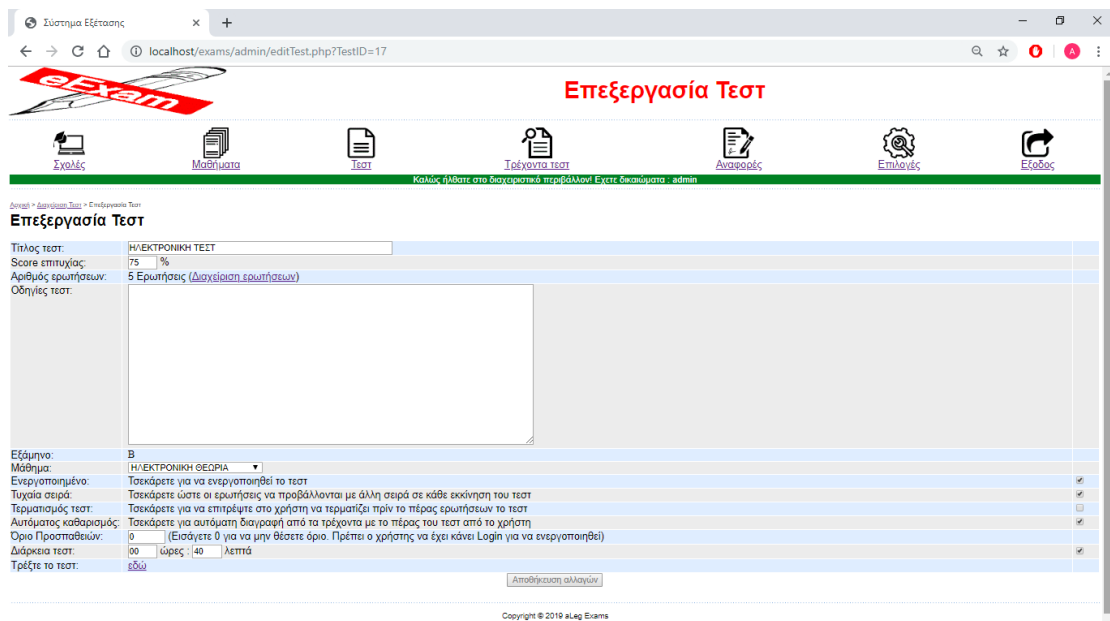 Σύστημα Εξέτασης
localhost/exams/admin/editTest.php?TestID=17
A
eExam
Επεξεργασία Τεστ
Σχολές
Μαθήματα
Τεστ
Τρέχοντα τεστ
Αναφορές
Επιλογές
Εξοδος
Καλώς ήλθατε στο διαχειριστικό περιβάλλον! Εχετε δικαιώματα : admin
Αρχική > Διαχείριση Τεστ > Επεξεργασία Τεστ
Επεξεργασία Τεστ
Τίτλος τεστ: ΗΛΕΚΤΡΟΝΙΚΗ ΤΕΣΤ
Score επιτυχίας: 75 %
Αριθμός ερωτήσεων: 5 Ερωτήσεις (Διαχείριση ερωτήσεων)
Οδηγίες τεστ:
Εξάμηνο: Β
Μάθημα: ΗΛΕΚΤΡΟΝΙΚΗ ΘΕΩΡΙΑ
Ενεργοποιημένο: Τσεκάρετε για να ενεργοποιηθεί το τεστ
Τυχαία σειρά: Τσεκάρετε ώστε οι ερωτήσεις να προβάλλονται με άλλη σειρά σε κάθε εκκίνηση του τεστ
Τερματισμός τεστ: Τσεκάρετε για να επιτρέψτε στο χρήστη να τερματίζει πρίν το πέρας ερωτήσεων το τεστ
Αυτόματος καθαρισμός: Τσεκάρετε για αυτόματη διαγραφή από τα τρέχοντα με το πέρας του τεστ από το χρήστη
Όριο Προσπαθειών: 0 (Εισάγετε 0 για να μην θέσετε όριο. Πρέπει ο χρήστης να έχει κάνει Login για να ενεργοποιηθεί)
Διάρκεια τεστ: 00 ώρες : 40 λεπτά
Τρέξτε το τεστ: εδώ
Αποθήκευση αλλαγών
Copyright © 2019 aLeg Exams